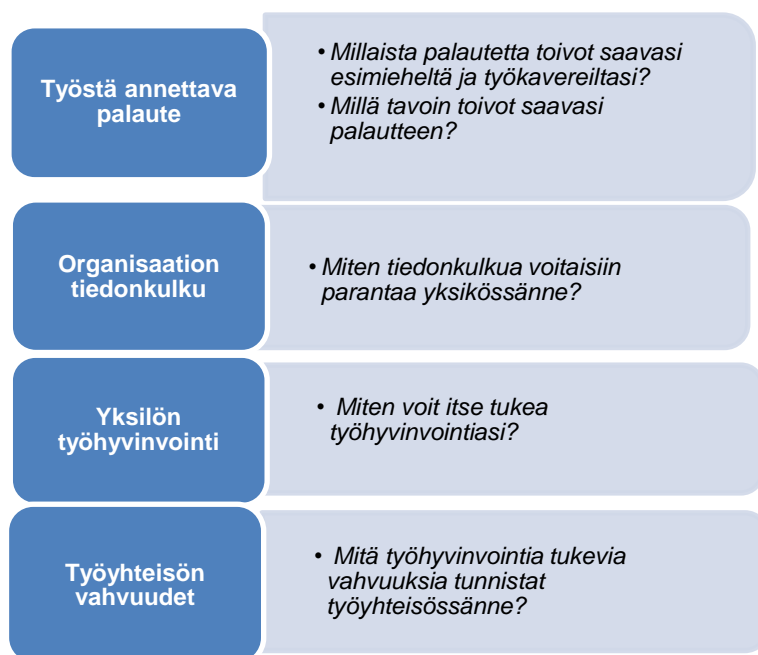 Työstä annettava
palaute
• Millaista palautetta toivot saavasi
esimieheltä ja työkavereiltasi?
• Millä tavoin toivot saavasi
palautteen?
Organisaation
tiedonkulku
• Miten tiedonkulkua voitaisiin
parantaa yksikössänne?
Yksilön
työhyvinvointi
• Miten voit itse tukea
työhyvinvointiasi?
Työyhteisön
vahvuudet
• Mitä työhyvinvointia tukevia
vahvuuksia tunnistat
työyhteisössänne?